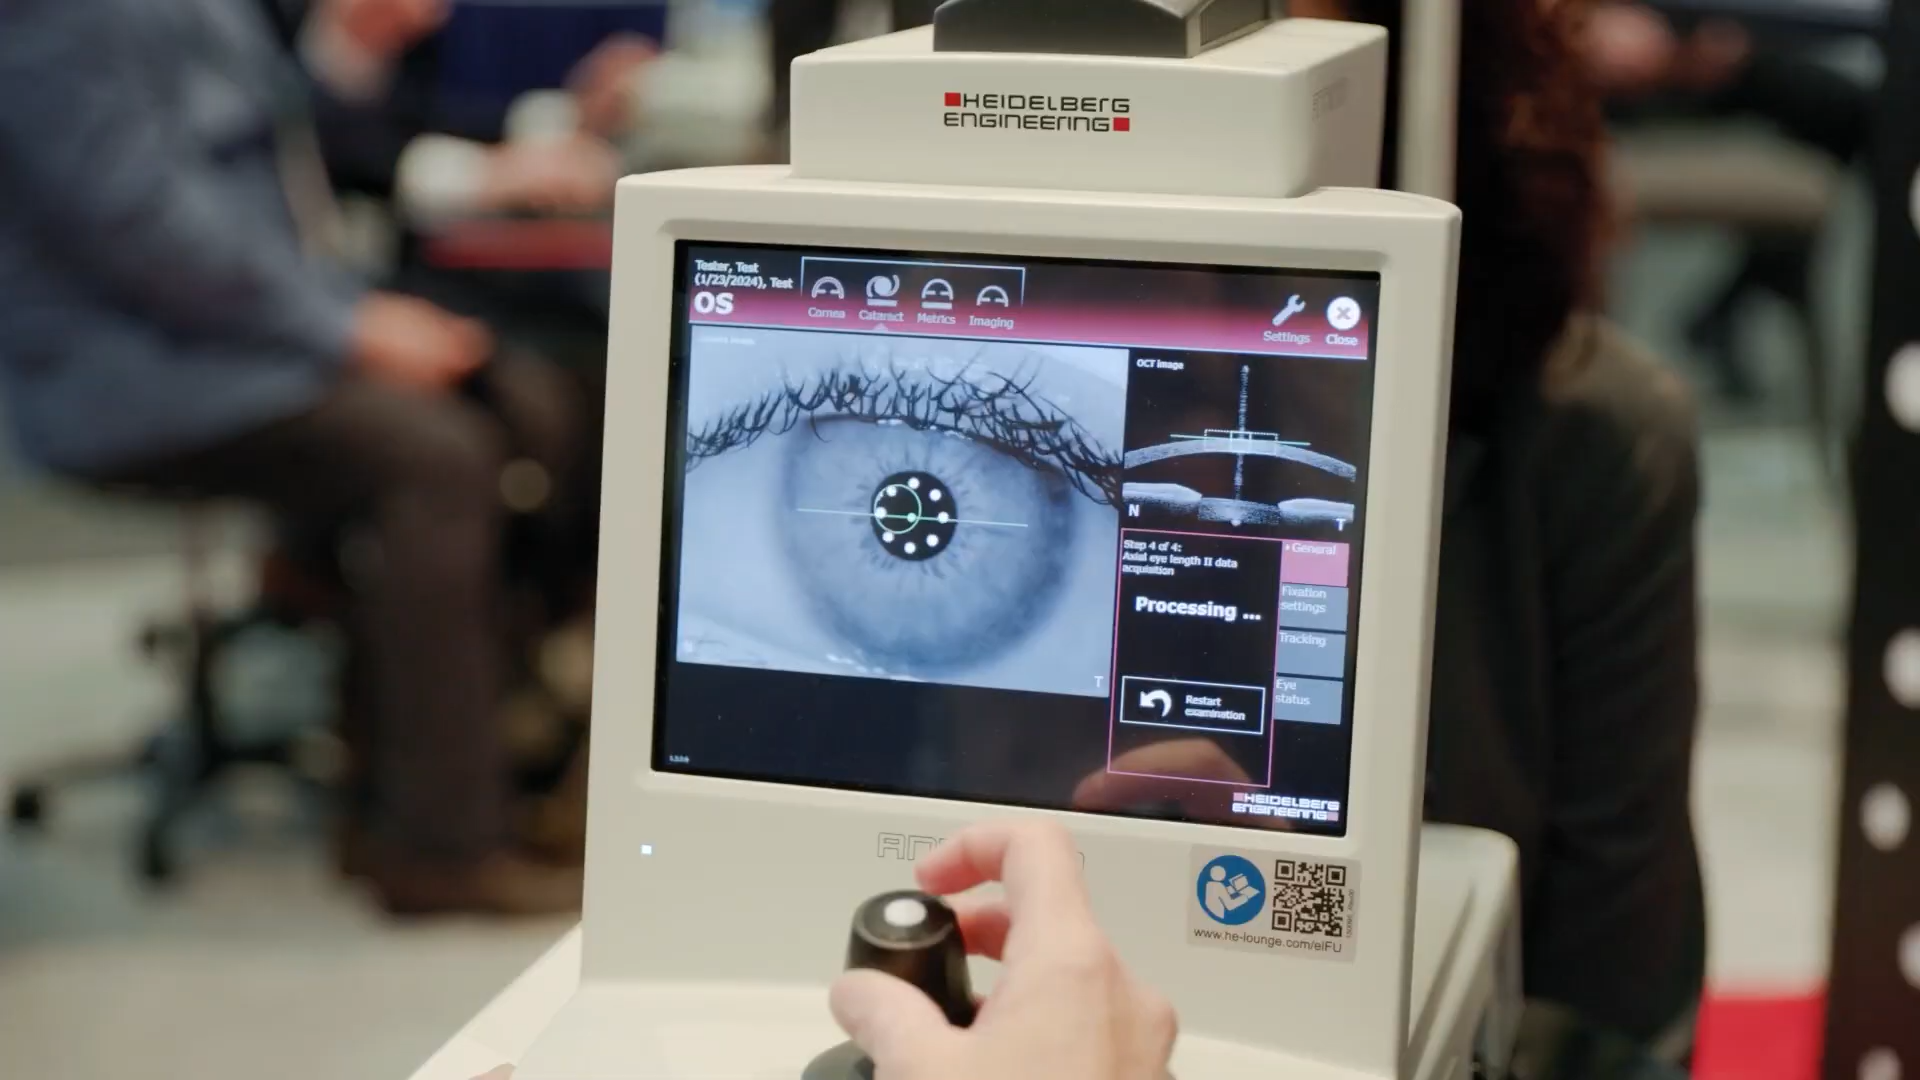 HEIDELBERG
ENGINEERING
Tester, Test
(1/23/2024), Test
OS
Cornea
Cataract
Metrics
Imaging
Settings
Close
OCT Image
N
T
Step 4 of 4:
Axial eye length II data
acquisition
Processing ...
General
Fixation
settings
Tracking
Eye
status
Restart
examination
N
T
HEIDELBERG
ENGINEERING
www.he-lounge.com/eIFU